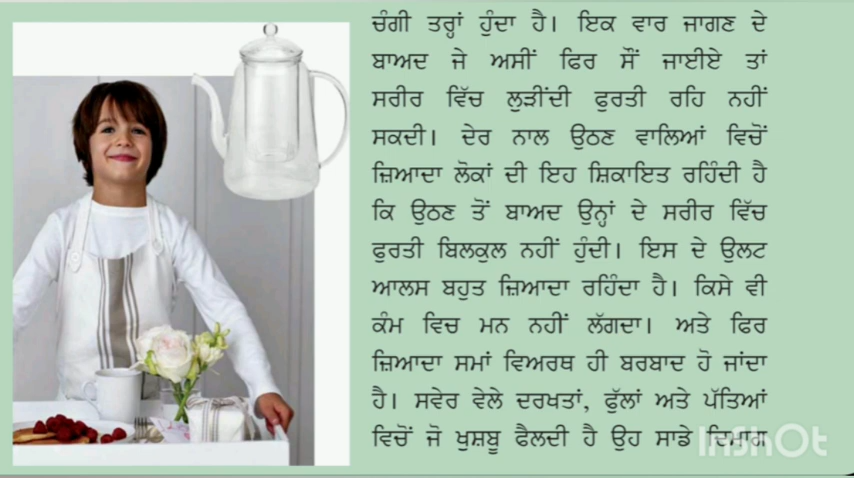 ਚੰਗੀ ਤਰ੍ਹਾਂ ਹੁੰਦਾ ਹੈ। ਇਕ ਵਾਰ ਜਾਗਣ ਦੇ
ਬਾਅਦ ਜੇ ਅਸੀਂ ਫਿਰ ਸੌਂ ਜਾਈਏ ਤਾਂ
ਸਰੀਰ ਵਿੱਚ ਲੁੜੀਂਦੀ ਫੁਰਤੀ ਰਹਿ ਨਹੀਂ
ਸਕਦੀ। ਦੇਰ ਨਾਲ ਉਠਣ ਵਾਲਿਆਂ ਵਿਚੋਂ
ਜ਼ਿਆਦਾ ਲੋਕਾਂ ਦੀ ਇਹ ਸ਼ਿਕਾਇਤ ਰਹਿੰਦੀ ਹੈ
ਕਿ ਉਠਣ ਤੋਂ ਬਾਅਦ ਉਨ੍ਹਾਂ ਦੇ ਸਰੀਰ ਵਿੱਚ
ਫੁਰਤੀ ਬਿਲਕੁਲ ਨਹੀਂ ਹੁੰਦੀ। ਇਸ ਦੇ ਉਲਟ
ਆਲਸ ਬਹੁਤ ਜ਼ਿਆਦਾ ਰਹਿੰਦਾ ਹੈ। ਕਿਸੇ ਵੀ
ਕੰਮ ਵਿਚ ਮਨ ਨਹੀਂ ਲੱਗਦਾ। ਅਤੇ ਫਿਰ
ਜ਼ਿਆਦਾ ਸਮਾਂ ਵਿਅਰਥ ਹੀ ਬਰਬਾਦ ਹੋ ਜਾਂਦਾ
ਹੈ। ਸਵੇਰ ਵੇਲੇ ਦਰਖਤਾਂ, ਫੁੱਲਾਂ ਅਤੇ ਪੱਤਿਆਂ
ਵਿਚੋਂ ਜੋ ਖੁਸ਼ਬੂ ਫੈਲਦੀ ਹੈ ਉਹ ਸਾਡੇ ਦਿਮਾਗ
InShOt